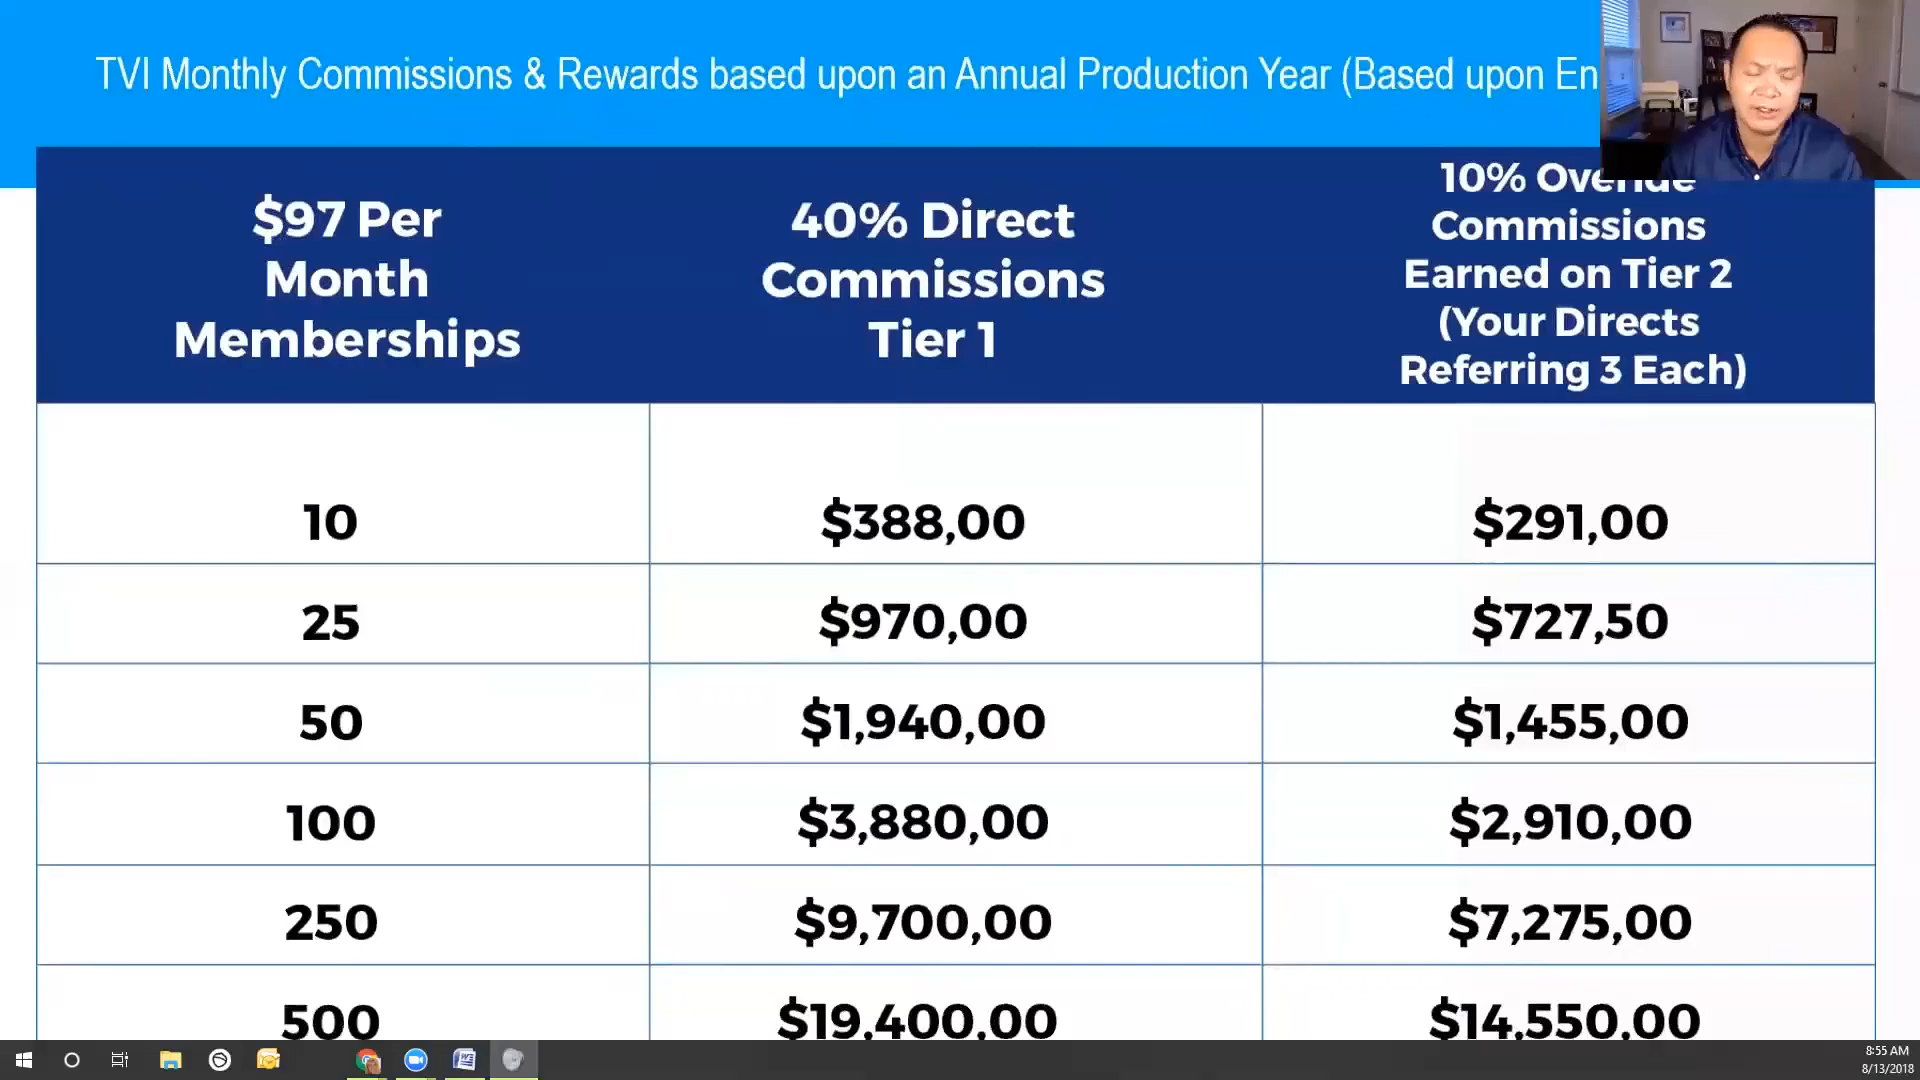 TVI Monthly Commissions & Rewards based upon an Annual Production Year (Based upon En
$97 Per
Month
Memberships
40% Direct
Commissions
Tier 1
10% Override
Commissions
Earned on Tier 2
(Your Directs
Referring 3 Each)
10 $388,00 $291,00
25 $970,00 $727,50
50 $1,940,00 $1,455,00
100 $3,880,00 $2,910,00
250 $9,700,00 $7,275,00
500 $19,400,00 $14,550,00
8:55 AM
8/13/2018